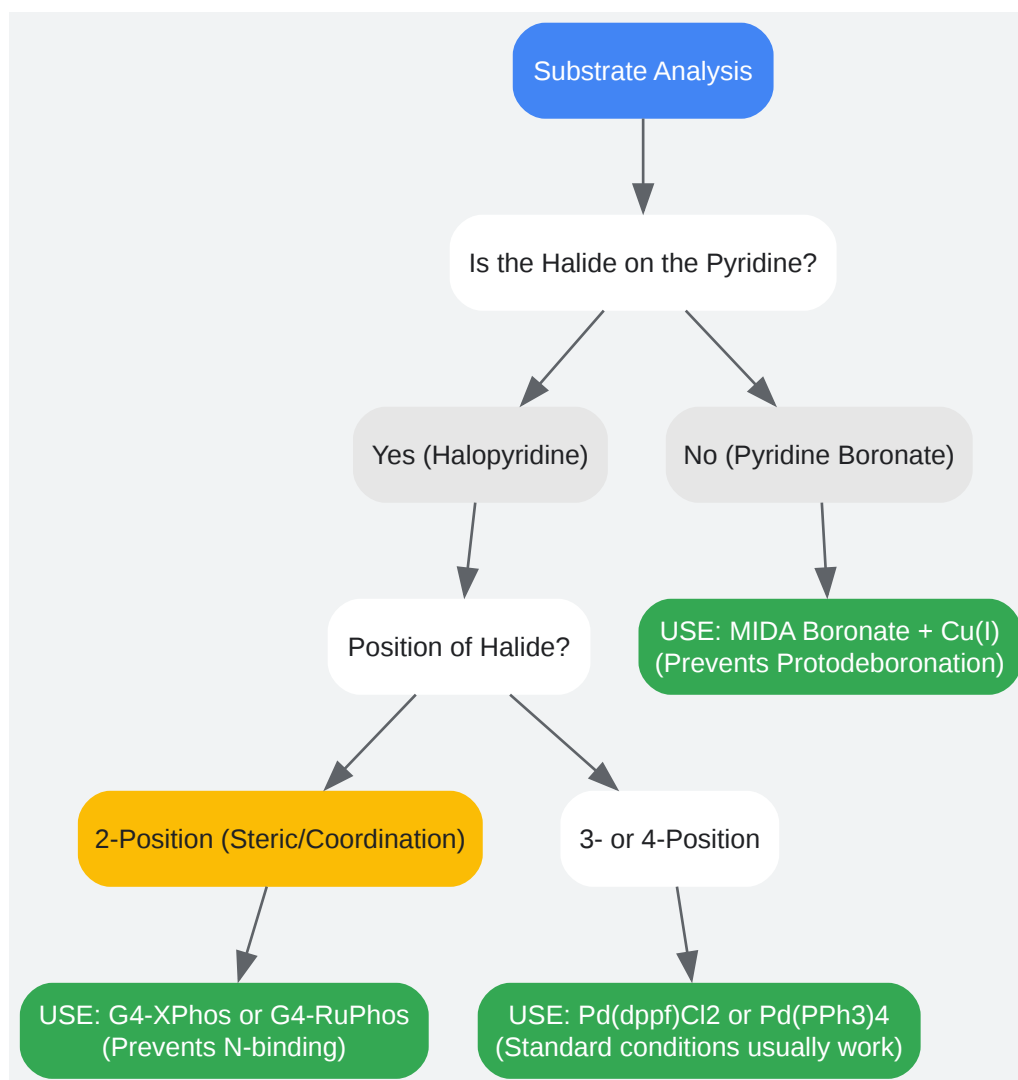 Substrate Analysis
Is the Halide on the Pyridine?
Yes (Halopyridine)
No (Pyridine Boronate)
Position of Halide?
USE: MIDA Boronate + Cu(I)
(Prevents Protodeboronation)
2-Position (Steric/Coordination)
3- or 4-Position
USE: G4-XPhos or G4-RuPhos
(Prevents N-binding)
USE: Pd(dppf)Cl2 or Pd(PPh3)4
(Standard conditions usually work)